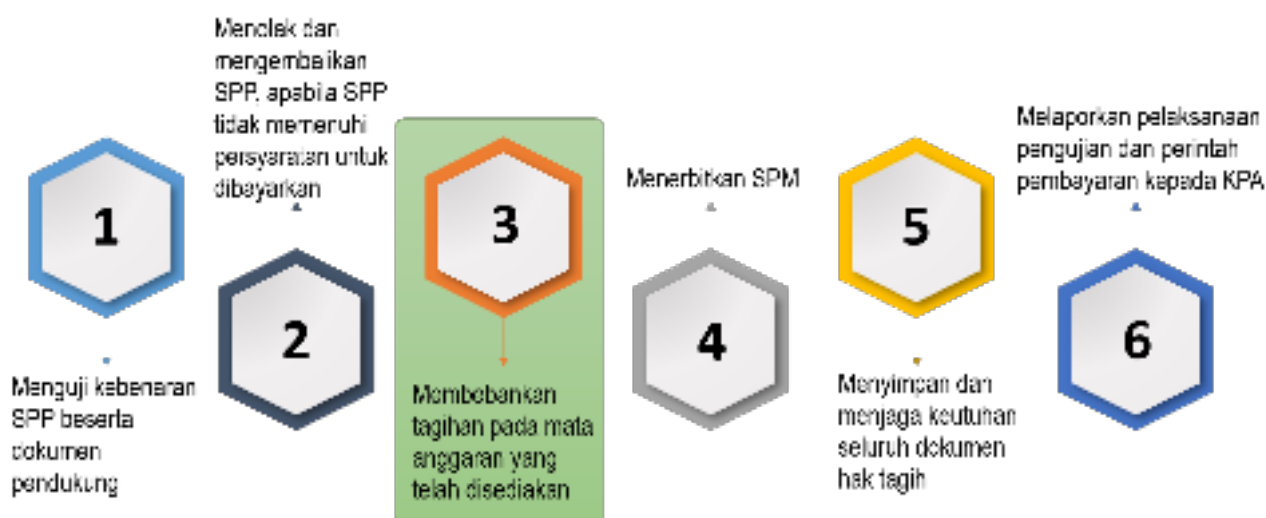 1
Menguji kebenaran
SPP beserta
dokumen
pendukung
2
Menolak dan
mengembalikan
SPP, apabila SPP
tidak memenuhi
persyaratan untuk
dibayarkan
3
Membebankan
tagihan pada mata
anggaran yang
telah disediakan
4
Menerbitkan SPM
5
Menyimpan dan
menjaga keutuhan
seluruh dokumen
hak tagih
6
Melaporkan pelaksanaan
pengujian dan perintah
pembayaran kepada KPA